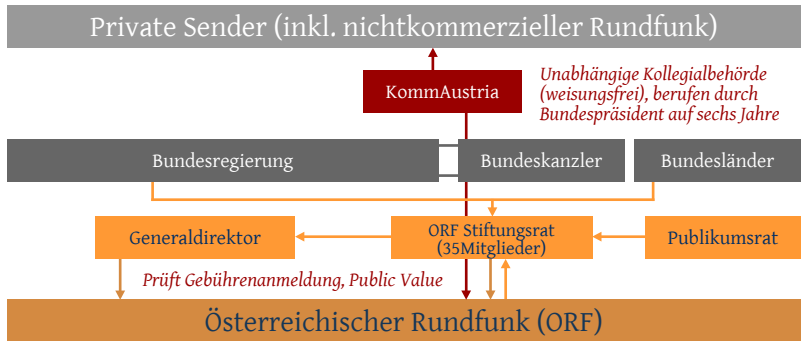 Private Sender (inkl. nichtkommerzieller Rundfunk)
KommAustria
Unabhängige Kollegialbehörde
(weisungsfrei), berufen durch
Bundespräsident auf sechs Jahre
Bundesregierung
Bundeskanzler
Bundesländer
Generaldirektor
ORF Stiftungsrat
(35Mitglieder)
Publikumsrat
Prüft Gebührenanmeldung, Public Value
Österreichischer Rundfunk (ORF)